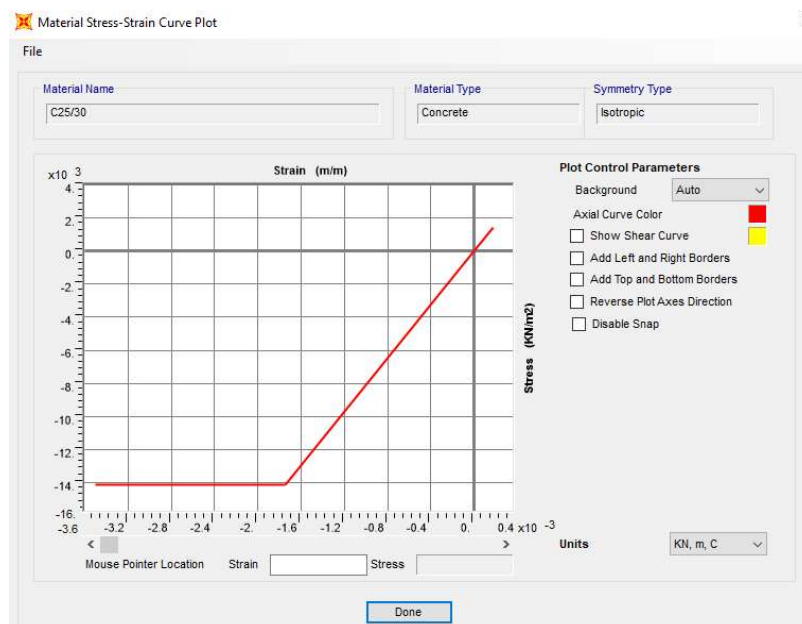 Material Stress-Strain Curve Plot
File
Material Name
Material Type
Symmetry Type
C25/30
Concrete
Isotropic
x10 3
Strain (m/m)
4.
2.
0.
-2.
-4.
-6.
-8.
-10.
-12.
-14.
-16.
-3.6 -3.2 -2.8 -2.4 -2. -1.6 -1.2 -0.8 -0.4 0. 0.4 x10 -3
Stress (KN/m2)
Plot Control Parameters
Background Auto
Axial Curve Color
Show Shear Curve
Add Left and Right Borders
Add Top and Bottom Borders
Reverse Plot Axes Direction
Disable Snap
Mouse Pointer Location Strain Stress
Units KN, m, C
Done